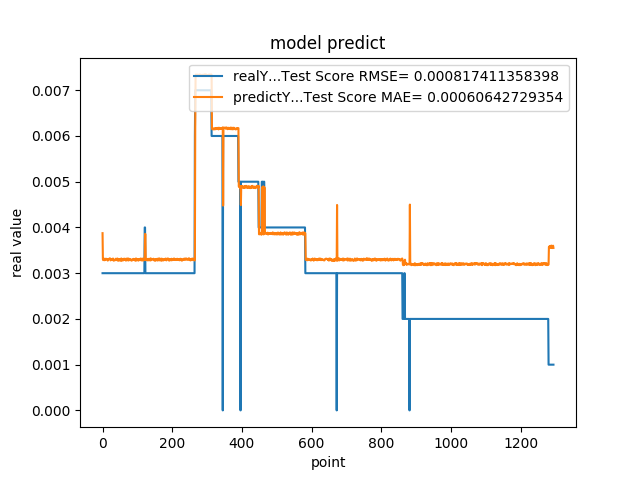 model predict
realY...Test Score RMSE= 0.000817411358398
predictY...Test Score MAE= 0.00060642729354
0.007
0.006
0.005
0.004
0.003
0.002
0.001
0.000
real value
0 200 400 600 800 1000 1200
point